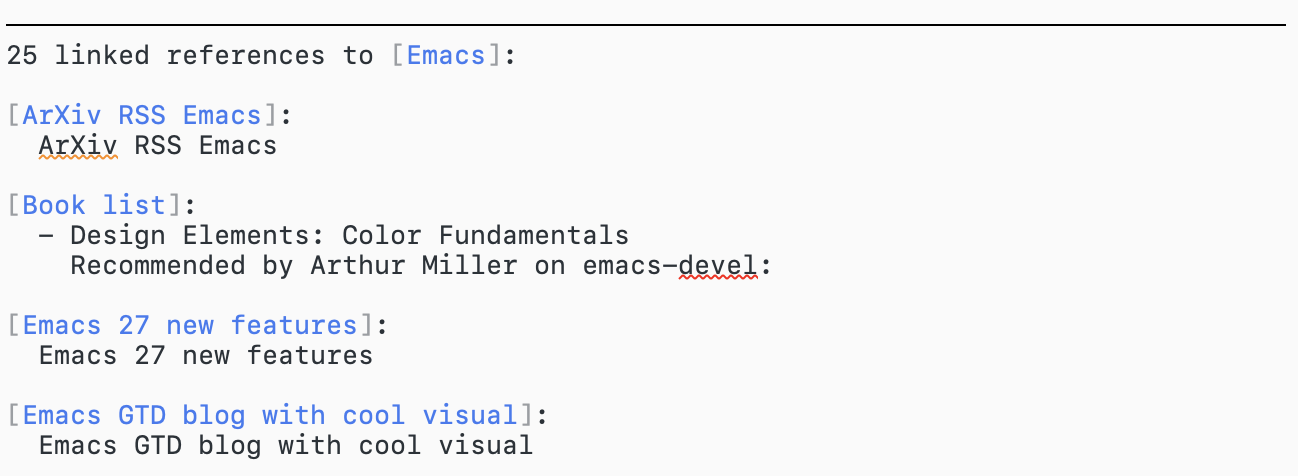 25 linked references to [Emacs]:
[ArXiv RSS Emacs]:
ArXiv RSS Emacs
[Book list]:
– Design Elements: Color Fundamentals
Recommended by Arthur Miller on emacs–devel:
[Emacs 27 new features]:
Emacs 27 new features
[Emacs GTD blog with cool visual]:
Emacs GTD blog with cool visual